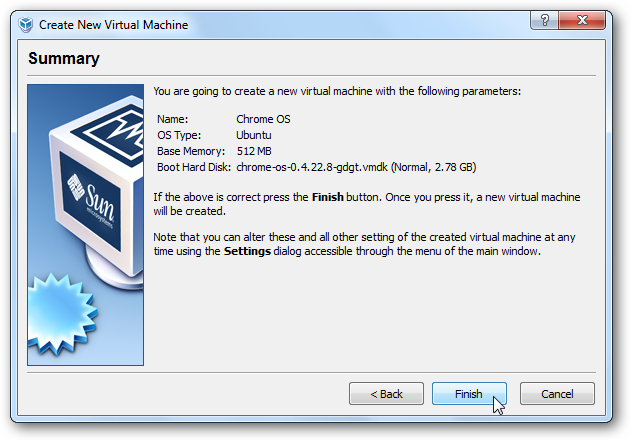 Create New Virtual Machine
Summary
You are going to create a new virtual machine with the following parameters:
Name: Chrome OS
OS Type: Ubuntu
Base Memory: 512 MB
Boot Hard Disk: chrome-os-0.4.22.8-gdgt.vmdk (Normal, 2.78 GB)
If the above is correct press the Finish button. Once you press it, a new virtual machine
will be created.
Note that you can alter these and all other setting of the created virtual machine at any
time using the Settings dialog accessible through the menu of the main window.
Sun
microsystems
< Back Finish Cancel